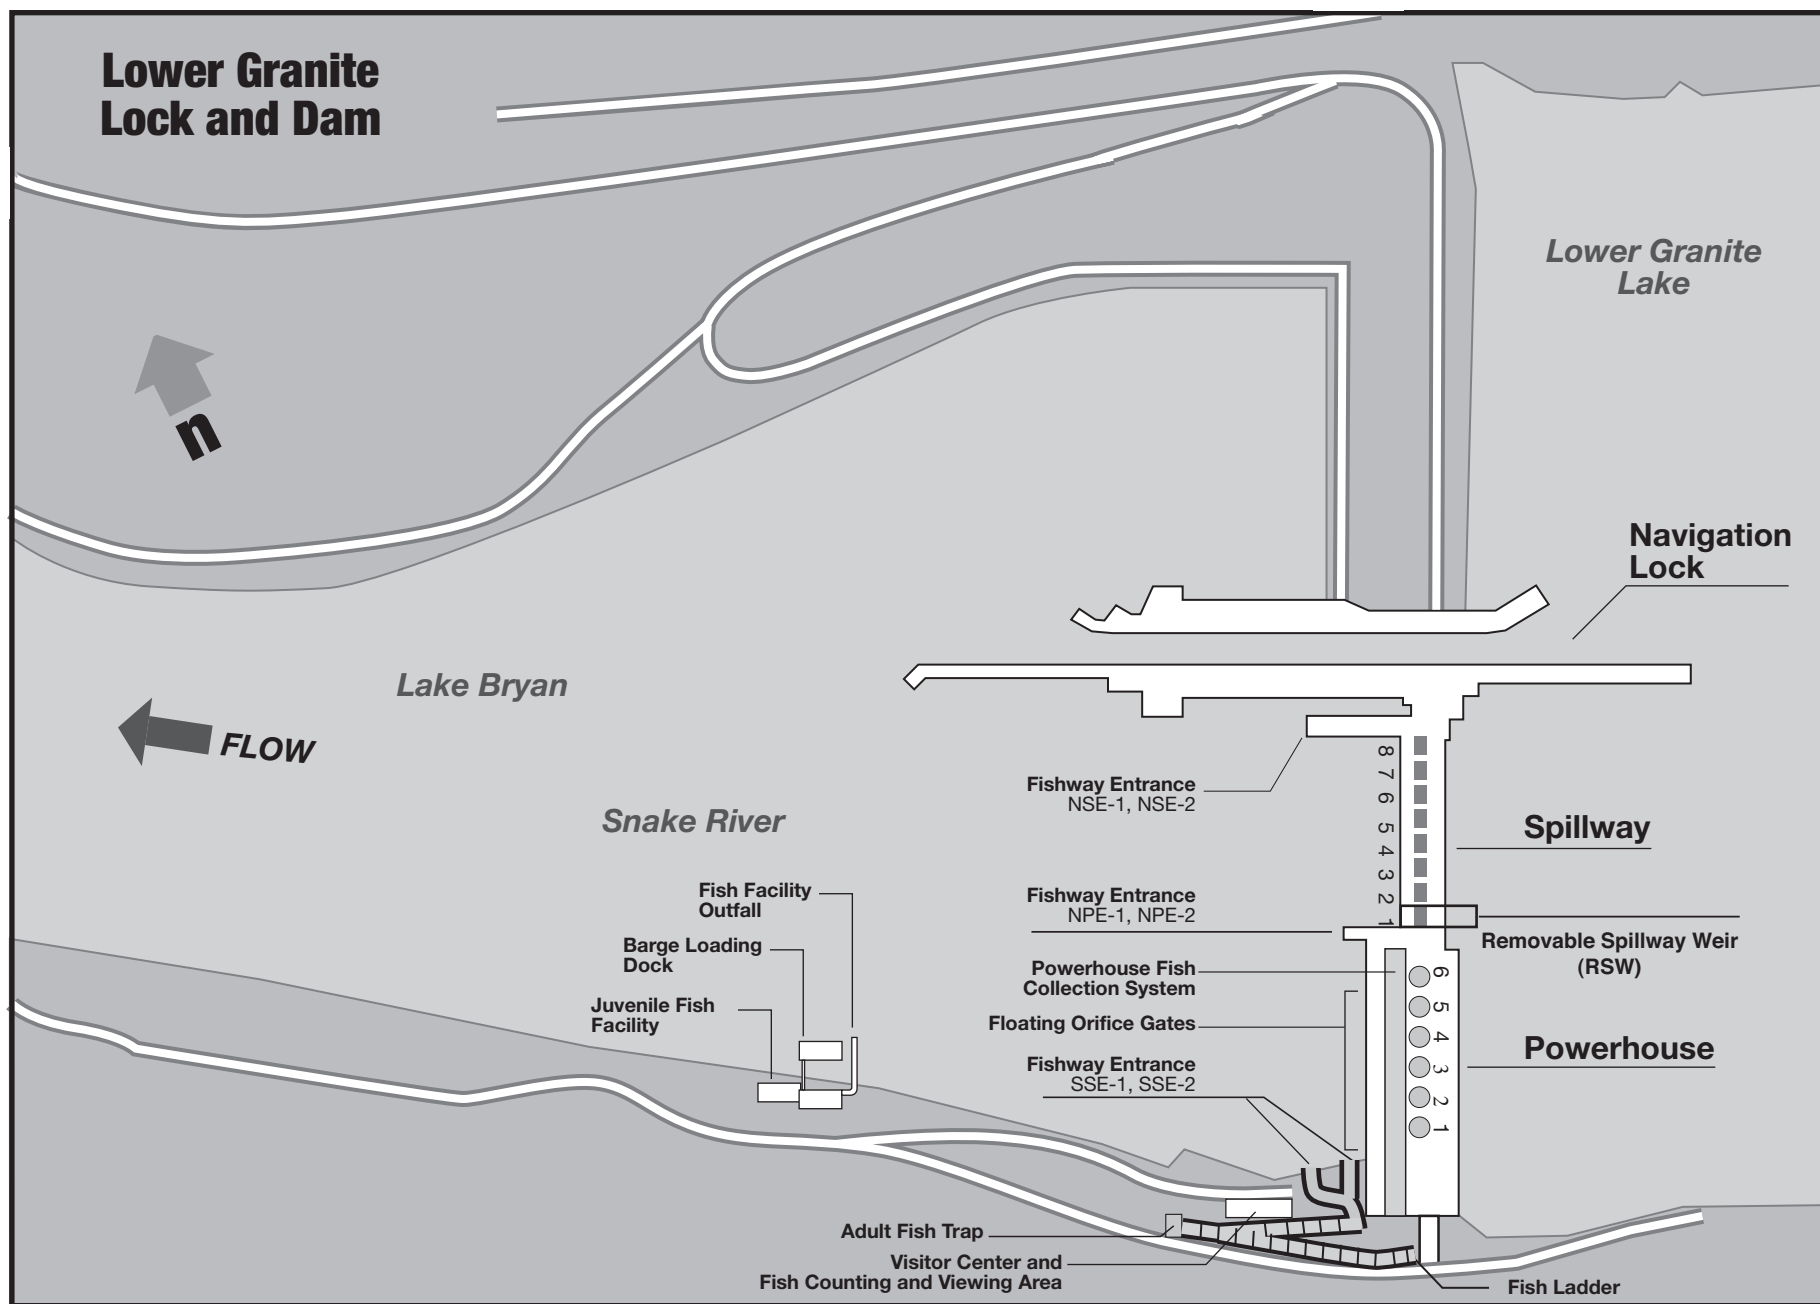 Lower Granite
Lock and Dam
Lower Granite
Lake
n
Navigation
Lock
Lake Bryan
FLOW
Snake River
Fishway Entrance
NSE-1, NSE-2
8
7
6
5
4
3
2
1
Spillway
Fish Facility
Outfall
Fishway Entrance
NPE-1, NPE-2
Barge Loading
Dock
Removable Spillway Weir
(RSW)
Powerhouse Fish
Collection System
Juvenile Fish
Facility
Floating Orifice Gates
6
5
4
3
2
1
Powerhouse
Fishway Entrance
SSE-1, SSE-2
Adult Fish Trap
Visitor Center and
Fish Counting and Viewing Area
Fish Ladder